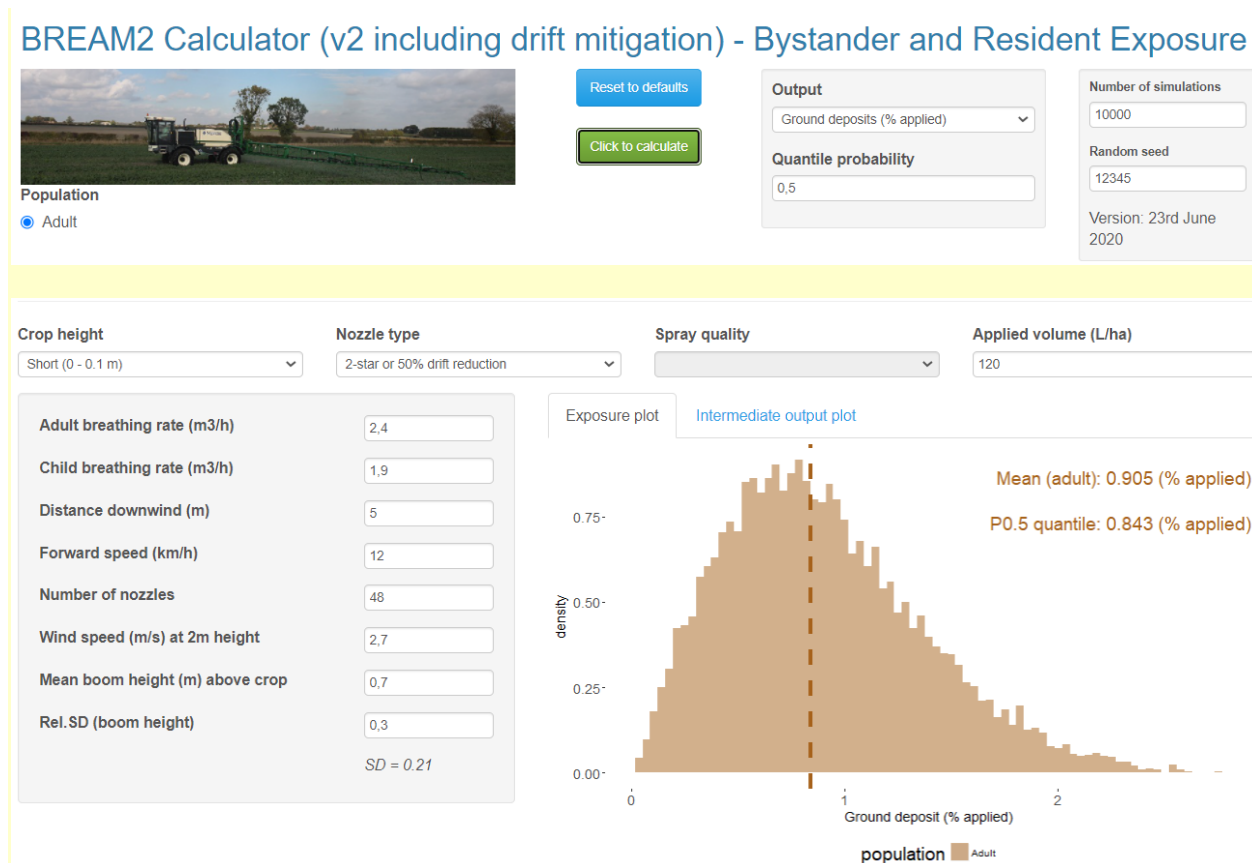 BREAM2 Calculator (v2 including drift mitigation) - Bystander and Resident Exposure
Reset to defaults
Click to calculate
Output
Ground deposits (% applied)
Quantile probability
0,5
Number of simulations
10000
Random seed
12345
Version: 23rd June
2020
Population
Adult
Crop height
Short (0 - 0.1 m)
Nozzle type
2-star or 50% drift reduction
Spray quality
Applied volume (L/ha)
120
Adult breathing rate (m3/h)
2,4
Child breathing rate (m3/h)
1,9
Distance downwind (m)
5
Forward speed (km/h)
12
Number of nozzles
48
Wind speed (m/s) at 2m height
2,7
Mean boom height (m) above crop
0,7
Rel.SD (boom height)
0,3
SD = 0.21
Exposure plot
Intermediate output plot
Mean (adult): 0.905 (% applied)
P0.5 quantile: 0.843 (% applied)
density
0.75
0.50
0.25
0.00
0
1
2
Ground deposit (% applied)
population
Adult